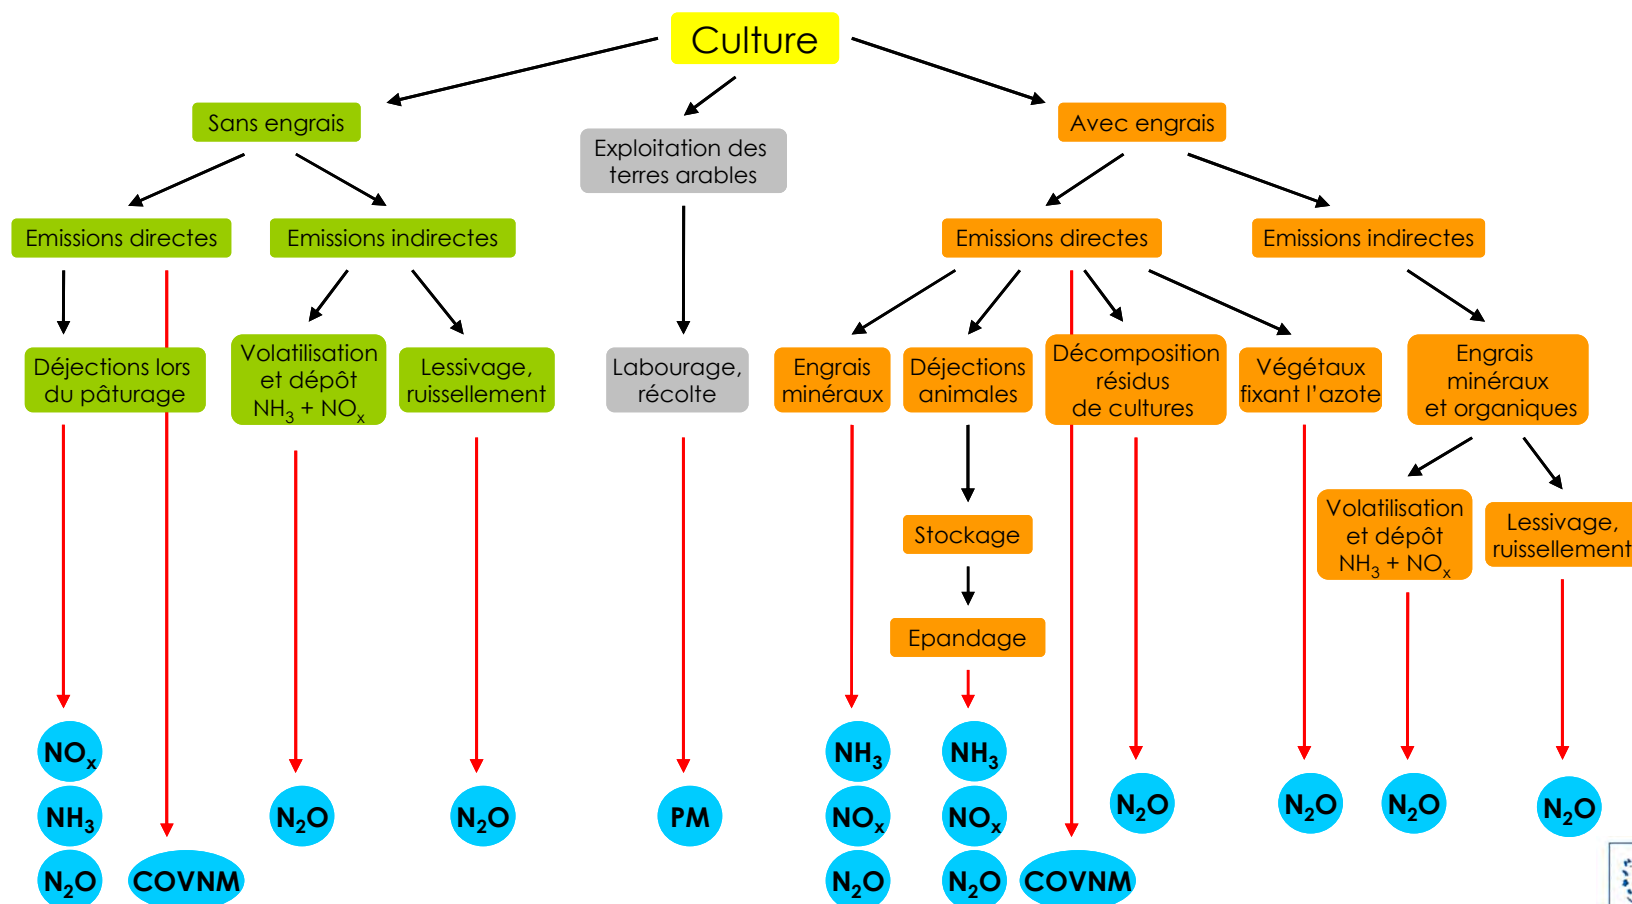 Culture
Sans engrais
Exploitation des
terres arables
Avec engrais
Emissions directes
Emissions indirectes
Emissions directes
Emissions indirectes
Déjections lors
du pâturage
Volatilisation
et dépôt
NH₃ + NOₓ
Lessivage,
ruissellement
Labourage,
récolte
Engrais
minéraux
Déjections
animales
Décomposition
résidus
de cultures
Végétaux
fixant l'azote
Engrais
minéraux
et organiques
Stockage
Epandage
Volatilisation
et dépôt
NH₃ + NOₓ
Lessivage,
ruissellement
NOₓ
NH₃
N₂O
COVNM
N₂O
N₂O
PM
NH₃
NOₓ
N₂O
NH₃
NOₓ
N₂O
COVNM
N₂O
N₂O
N₂O
N₂O